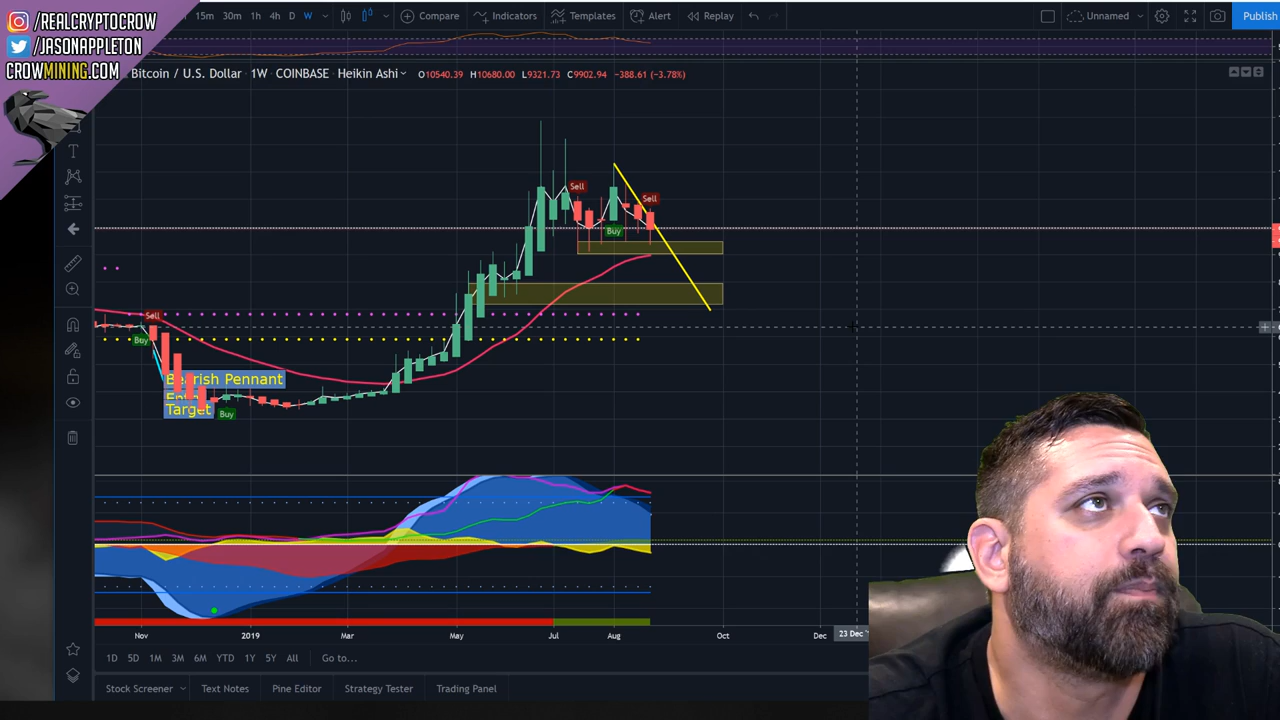 /REALCRYPTOCROW
/JASONAPPLETON
CROWMINING.COM
15m 30m 1h 4h D W Compare Indicators Templates Alert Replay Unnamed Publish
Bitcoin / U.S. Dollar 1W COINBASE Heikin Ashi O10540.39 H10680.00 L9321.73 C9902.94 −388.61 (−3.78%)
Sell
Sell
Buy
Sell
Buy
Bearish Pennant
Target
Buy
Nov 2019 Mar May Jul Aug Oct Dec 23 Dec
1D 5D 1M 3M 6M YTD 1Y 5Y All Go to...
Stock Screener Text Notes Pine Editor Strategy Tester Trading Panel